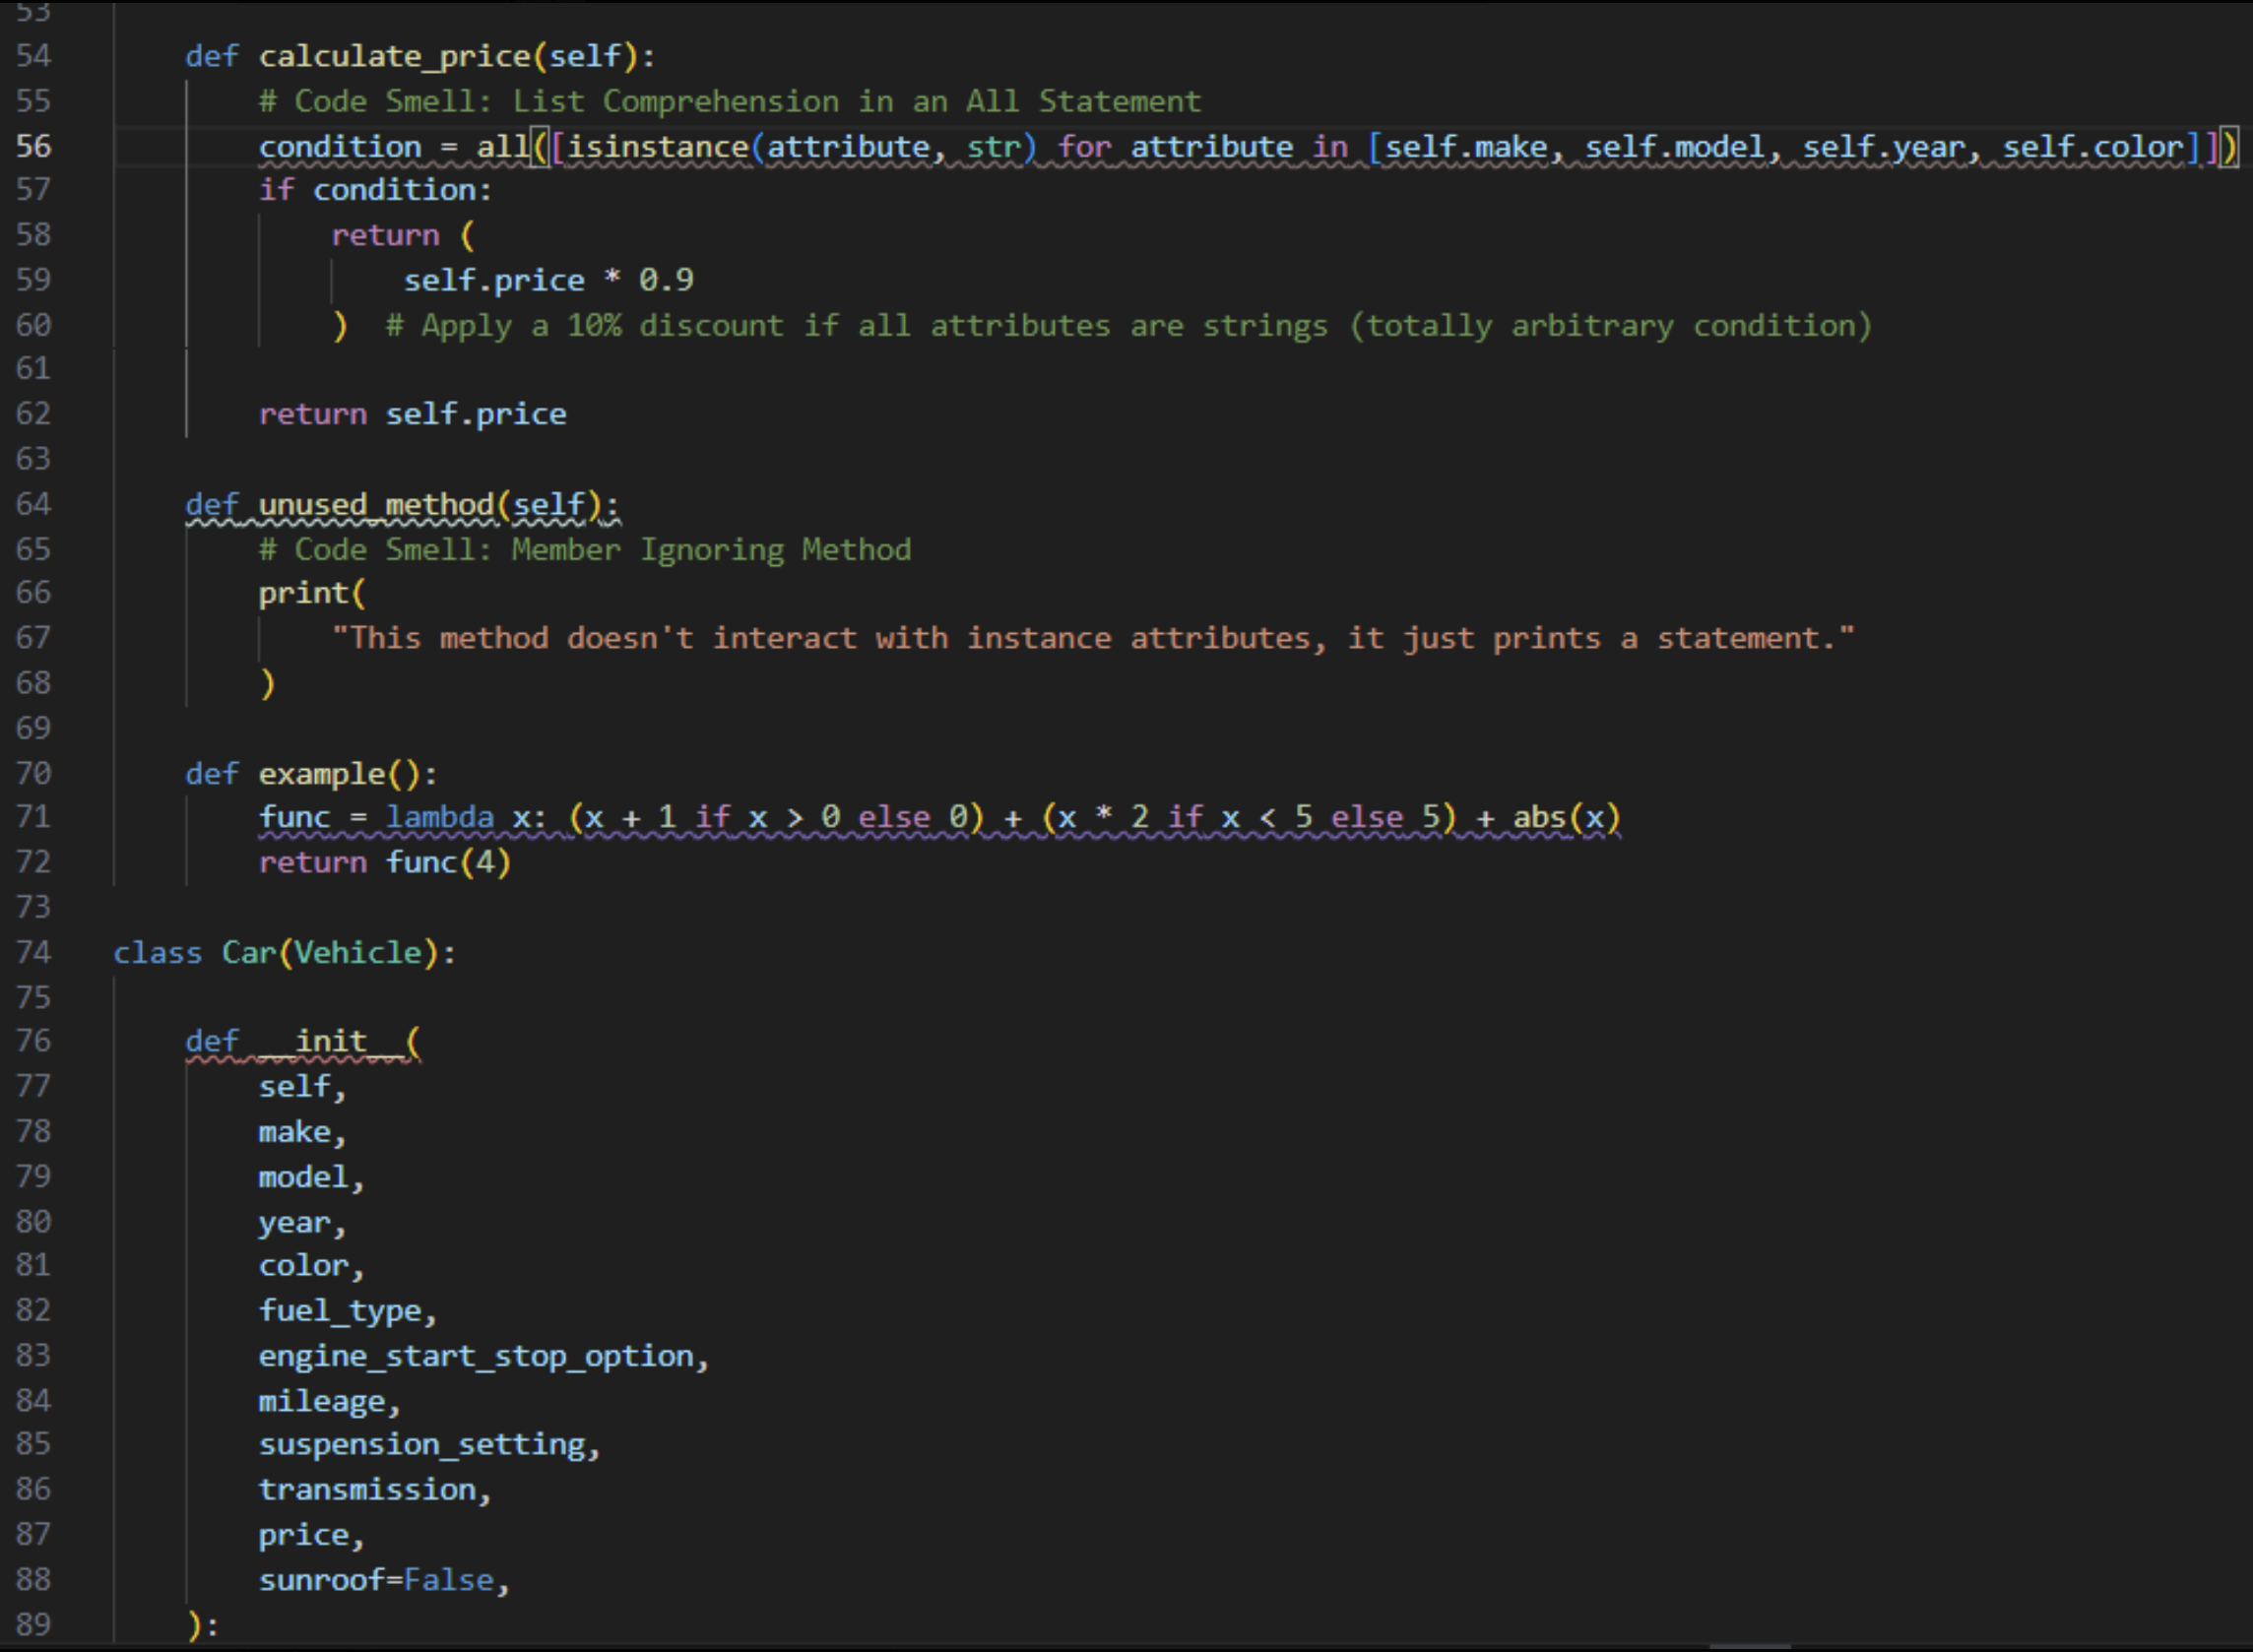 53
54 def calculate_price(self):
55 # Code Smell: List Comprehension in an All Statement
56 condition = all([isinstance(attribute, str) for attribute in [self.make, self.model, self.year, self.color]])
57 if condition:
58 return (
59 self.price * 0.9
60 ) # Apply a 10% discount if all attributes are strings (totally arbitrary condition)
61
62 return self.price
63
64 def unused_method(self):
65 # Code Smell: Member Ignoring Method
66 print(
67 "This method doesn't interact with instance attributes, it just prints a statement."
68 )
69
70 def example():
71 func = lambda x: (x + 1 if x > 0 else 0) + (x * 2 if x < 5 else 5) + abs(x)
72 return func(4)
73
74 class Car(Vehicle):
75
76 def __init__(
77 self,
78 make,
79 model,
80 year,
81 color,
82 fuel_type,
83 engine_start_stop_option,
84 mileage,
85 suspension_setting,
86 transmission,
87 price,
88 sunroof=False,
89 ):